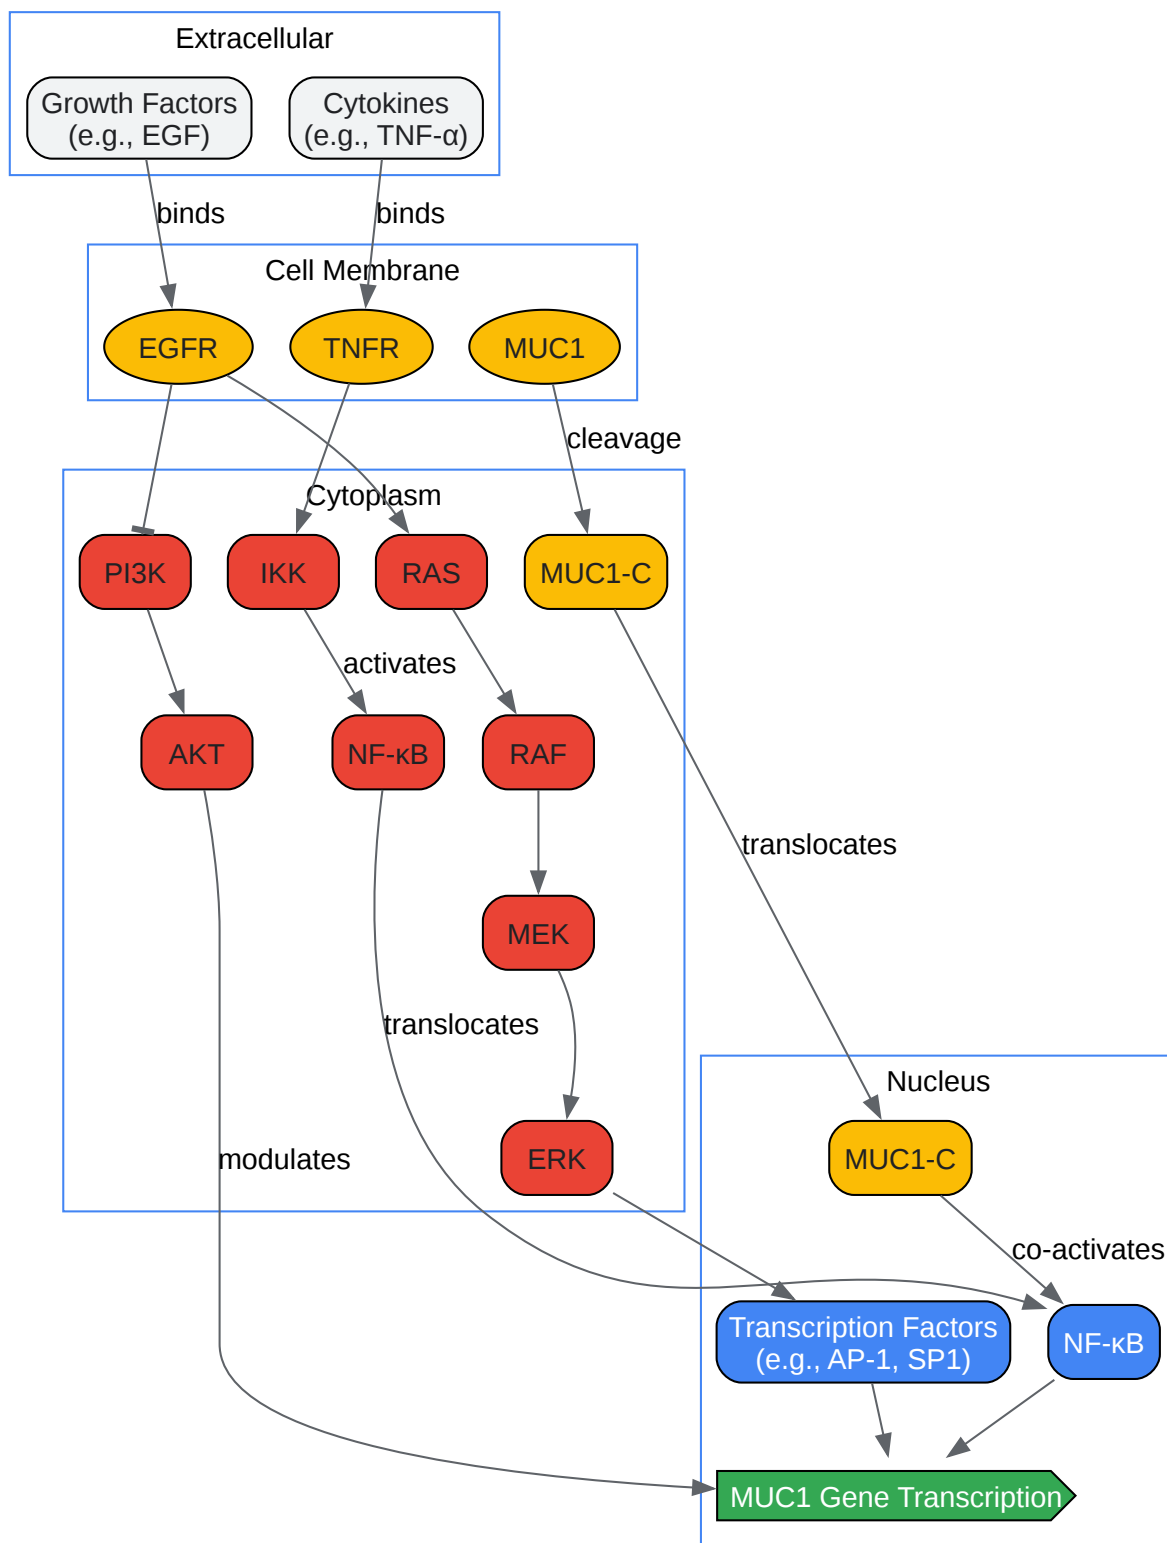 Extracellular
Growth Factors
(e.g., EGF)
Cytokines
(e.g., TNF-α)
binds
binds
Cell Membrane
EGFR
TNFR
MUC1
cleavage
Cytoplasm
PI3K
IKK
RAS
MUC1-C
activates
AKT
NF-κB
RAF
translocates
MEK
translocates
Nucleus
modulates
ERK
MUC1-C
co-activates
Transcription Factors
(e.g., AP-1, SP1)
NF-κB
MUC1 Gene Transcription